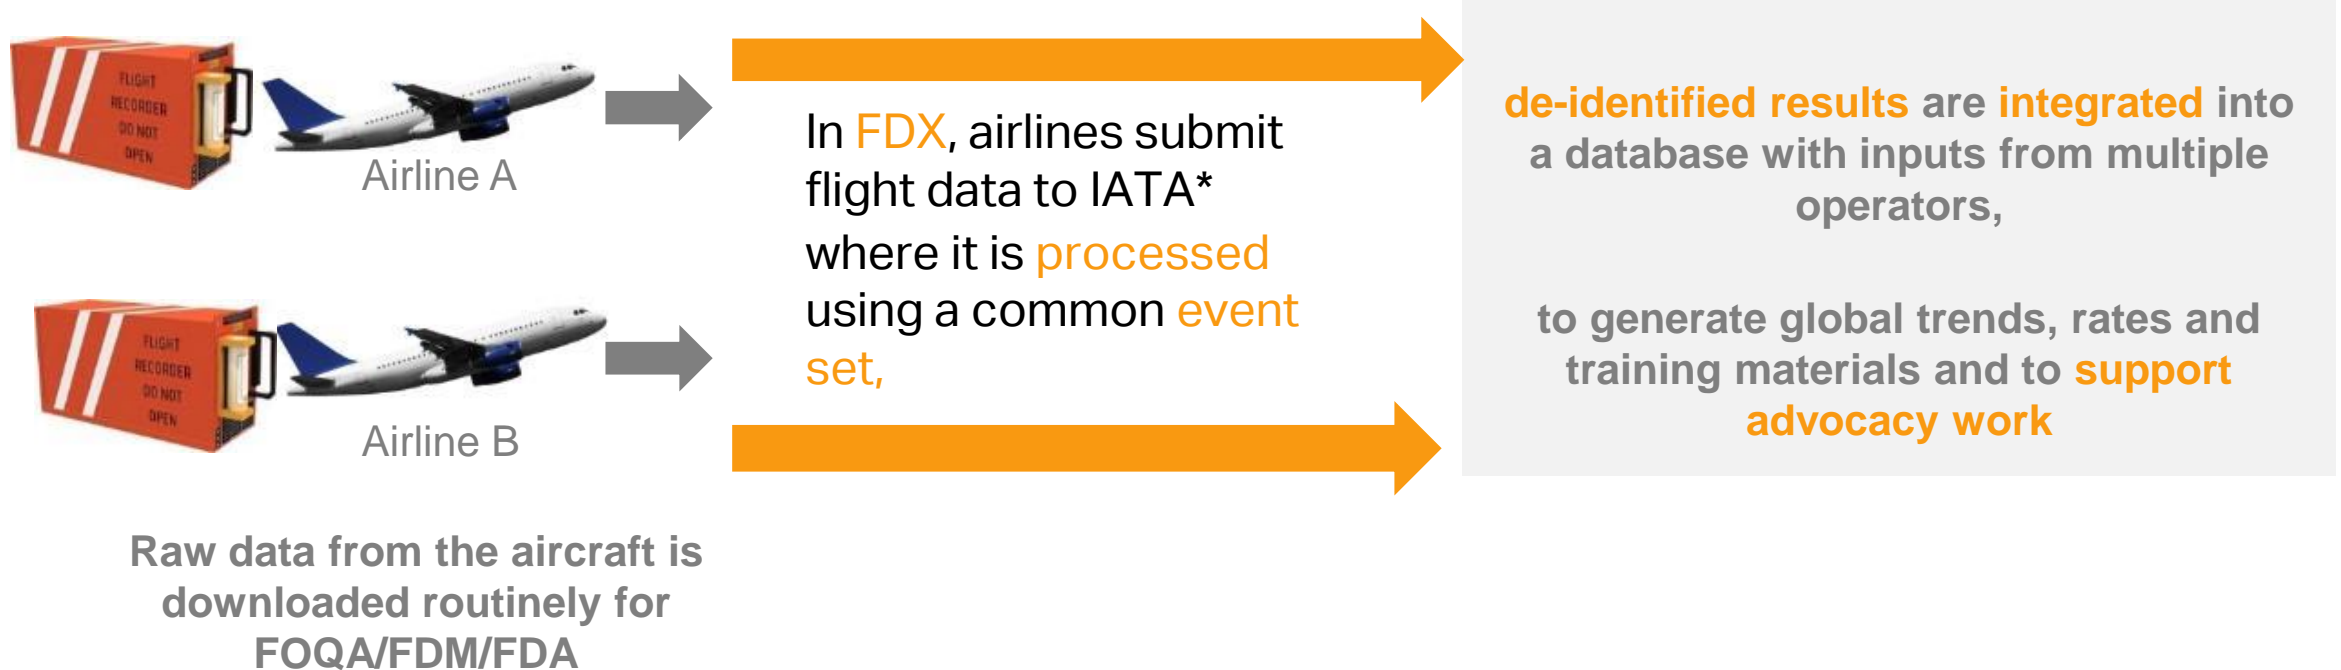 FLIGHT
RECORDER
DO NOT
OPEN
Airline A
FLIGHT
RECORDER
DO NOT
OPEN
Airline B
Raw data from the aircraft is
downloaded routinely for
FOQA/FDM/FDA
In FDX, airlines submit
flight data to IATA*
where it is processed
using a common event
set,
de-identified results are integrated into
a database with inputs from multiple
operators,
to generate global trends, rates and
training materials and to support
advocacy work